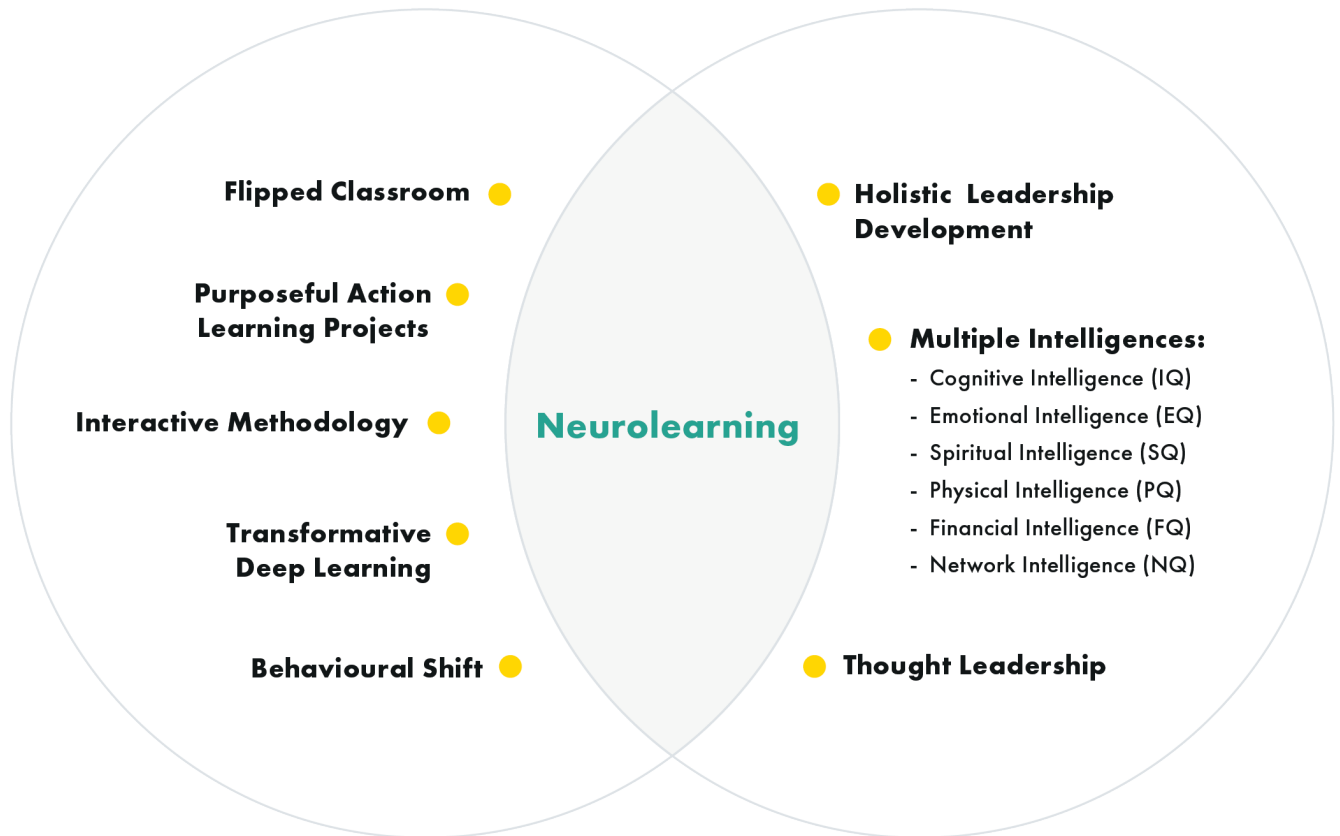 Flipped Classroom
Purposeful Action
Learning Projects
Interactive Methodology
Transformative
Deep Learning
Behavioural Shift
Neurolearning
Holistic Leadership
Development
Multiple Intelligences:
- Cognitive Intelligence (IQ)
- Emotional Intelligence (EQ)
- Spiritual Intelligence (SQ)
- Physical Intelligence (PQ)
- Financial Intelligence (FQ)
- Network Intelligence (NQ)
Thought Leadership